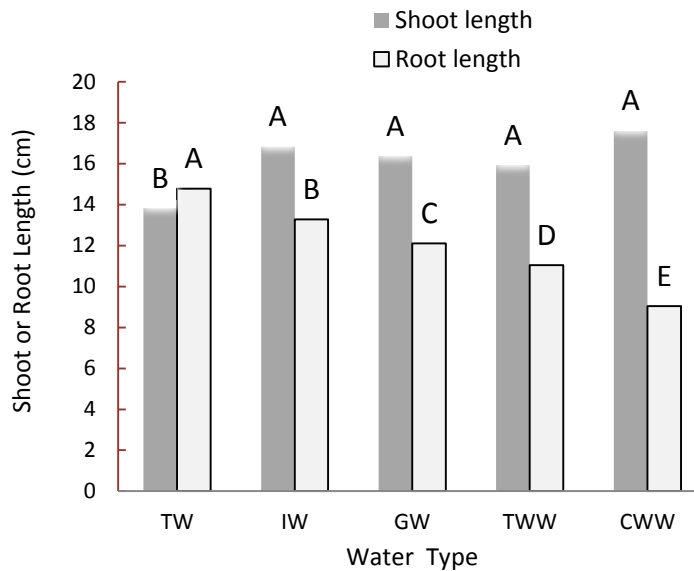 Shoot length
Root length
20
18
16
14
12
10
8
6
4
2
0
Shoot or Root Length (cm)
B A
A B
A C
A D
A E
TW IW GW TWW CWW
Water Type